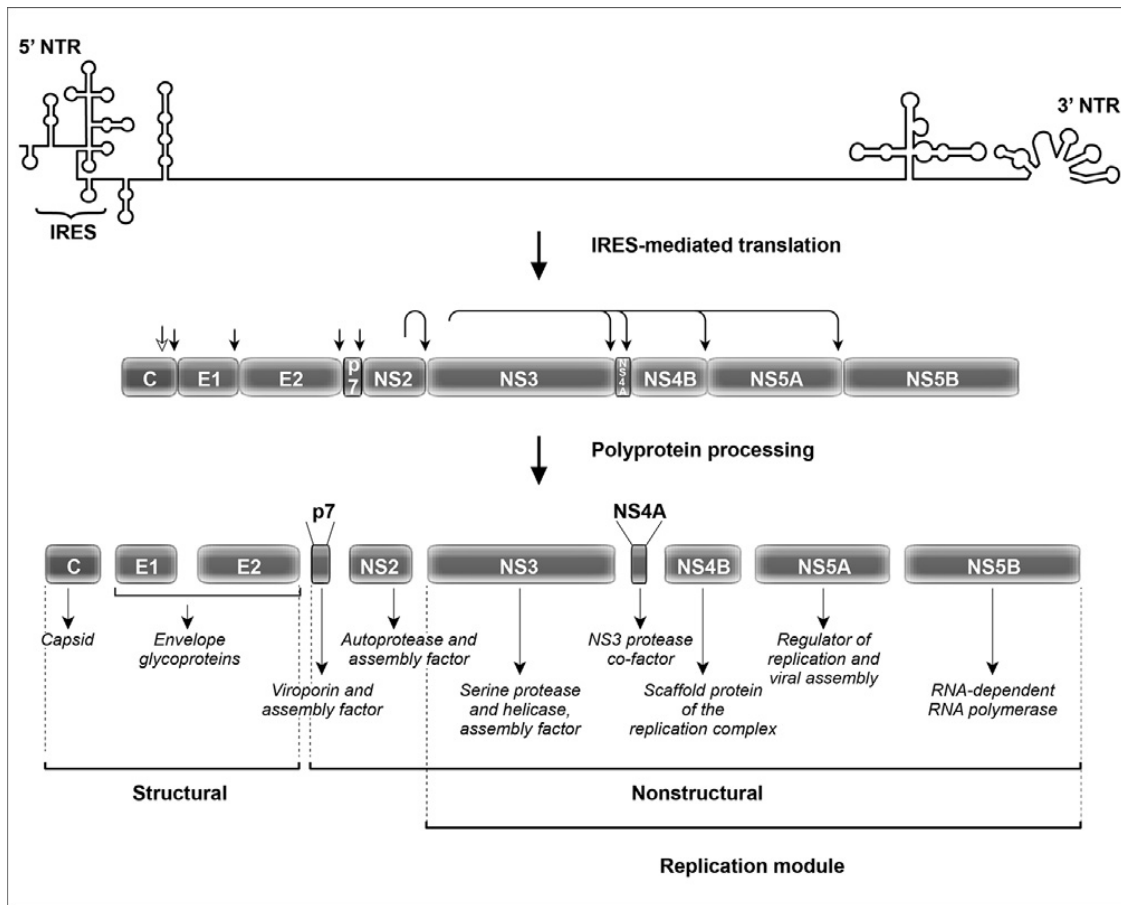 5' NTR
3' NTR
IRES
IRES-mediated translation
C
E1
E2
p7
NS2
NS3
NS4A
NS4B
NS5A
NS5B
Polyprotein processing
p7
NS4A
C
E1
E2
NS2
NS3
NS4B
NS5A
NS5B
Capsid
Envelope
glycoproteins
Viroporin and
assembly factor
Autoprotease and
assembly factor
Serine protease
and helicase,
assembly factor
NS3 protease
co-factor
Scaffold protein
of the
replication complex
Regulator of
replication and
viral assembly
RNA-dependent
RNA polymerase
Structural
Nonstructural
Replication module